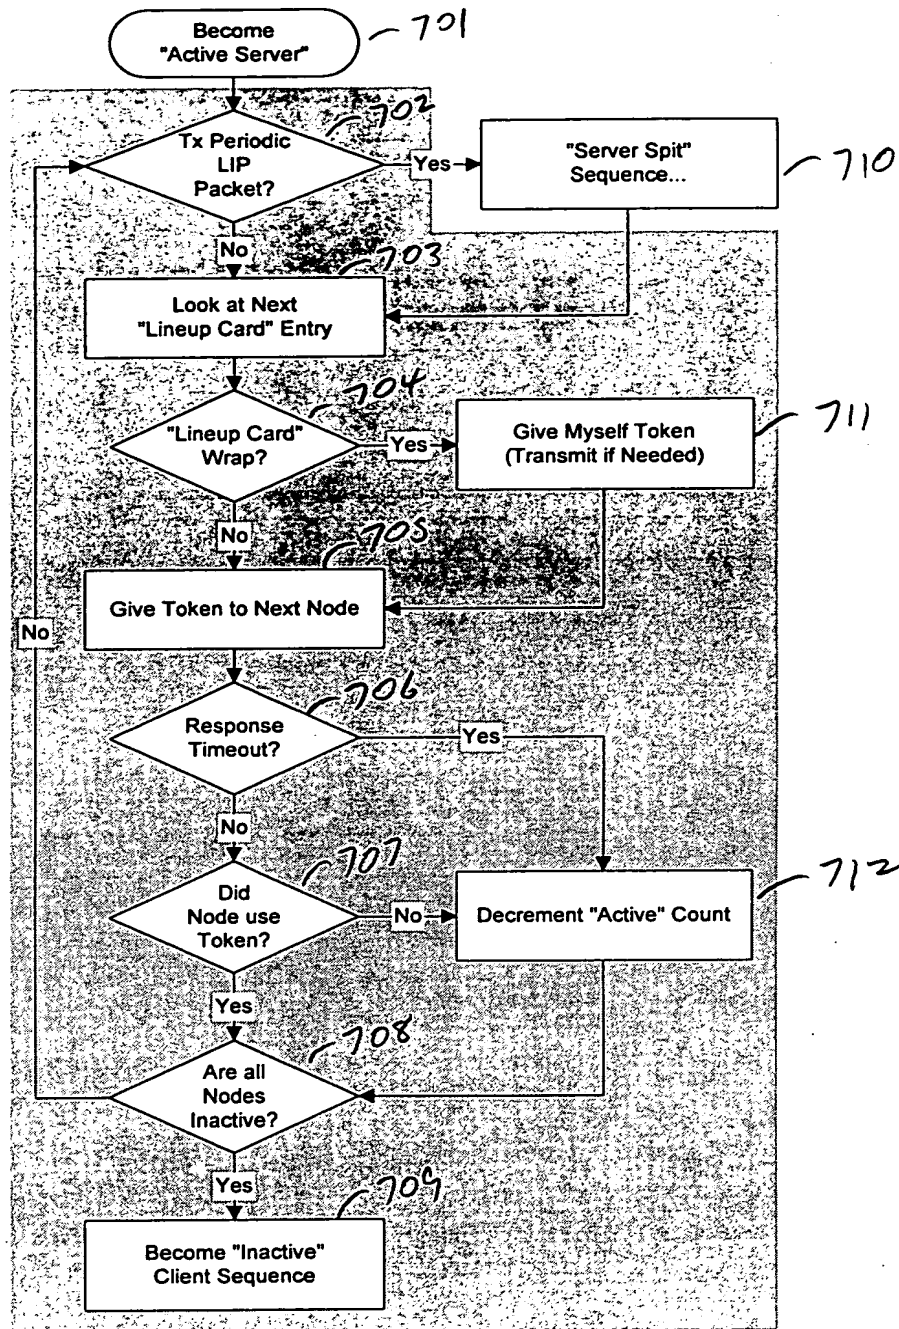 Become
"Active Server"
701
702
Tx Periodic
LIP
Packet?
Yes
"Server Spit"
Sequence...
710
No
703
Look at Next
"Lineup Card" Entry
704
"Lineup Card"
Wrap?
Yes
Give Myself Token
(Transmit if Needed)
711
No
705
Give Token to Next Node
No
706
Response
Timeout?
Yes
No
707
Did
Node use
Token?
No
Decrement "Active" Count
712
Yes
708
Are all
Nodes
Inactive?
Yes
709
Become "Inactive"
Client Sequence